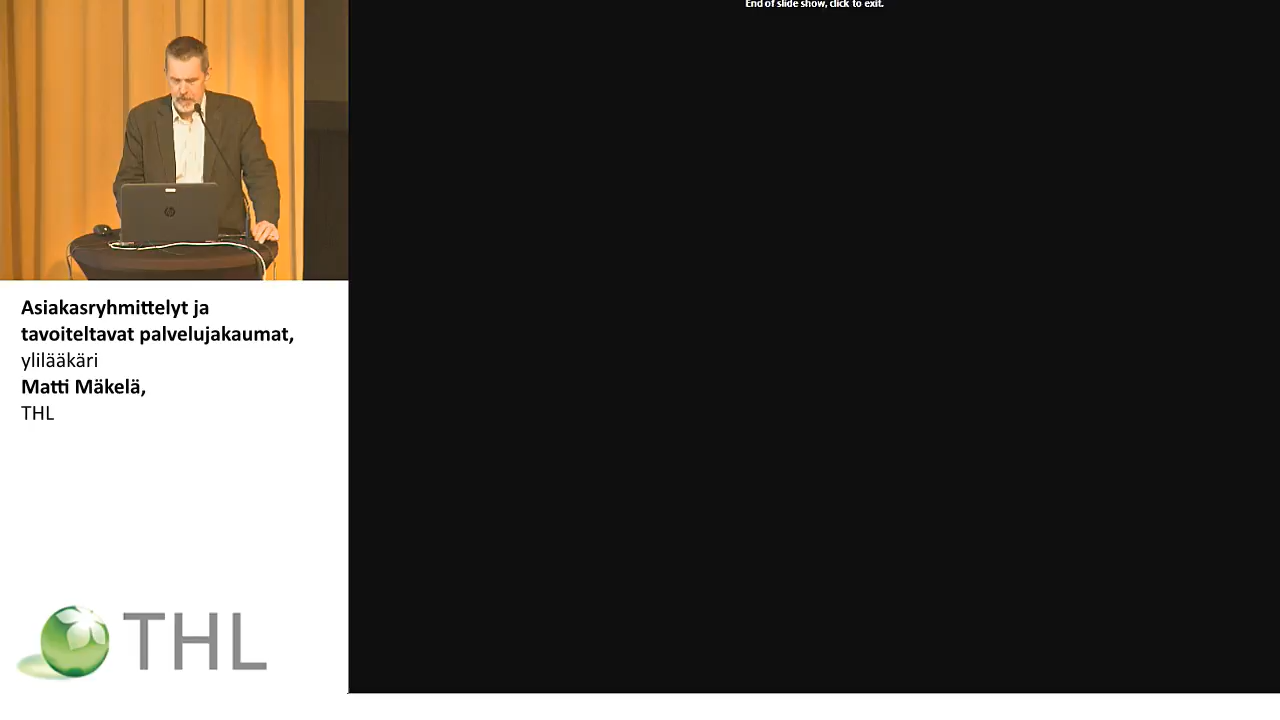 End of slide show, click to exit.
Asiakasryhmittelyt ja
tavoiteltavat palvelujakaumat,
ylilääkäri
Matti Mäkelä,
THL
THL